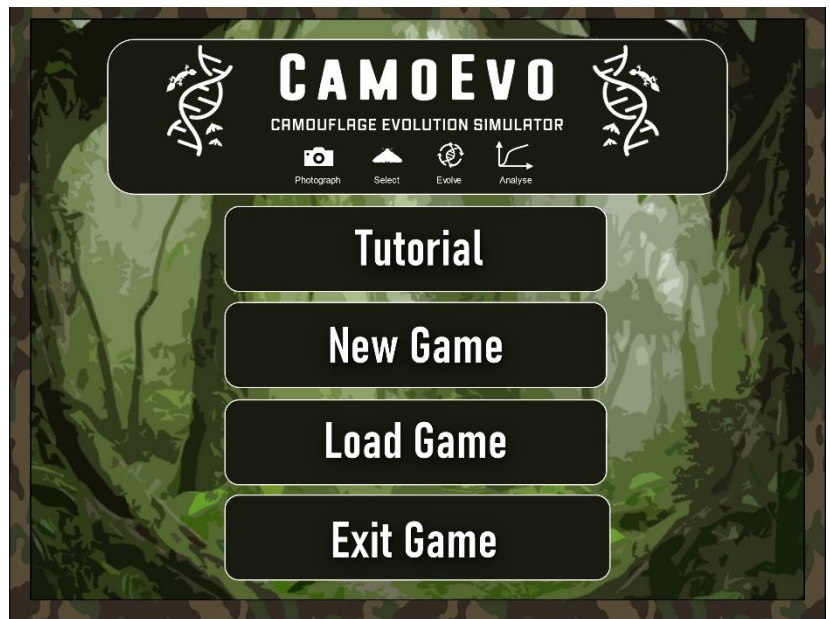 CAMOEVO
CAMOUFLAGE EVOLUTION SIMULATOR
Photograph Select Evolve Analyse
Tutorial
New Game
Load Game
Exit Game